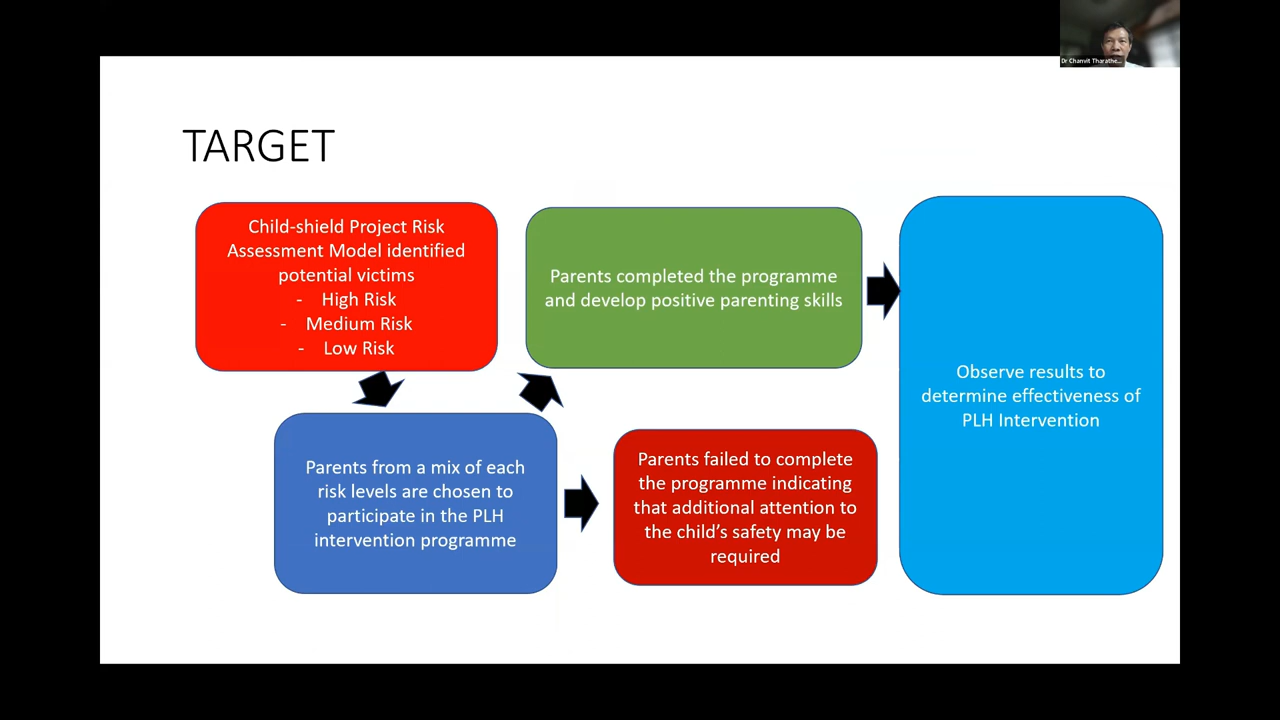 Dr Chanvit Tharathe...
TARGET
Child-shield Project Risk
Assessment Model identified
potential victims
- High Risk
- Medium Risk
- Low Risk
Parents completed the programme
and develop positive parenting skills
Observe results to
determine effectiveness of
PLH Intervention
Parents from a mix of each
risk levels are chosen to
participate in the PLH
intervention programme
Parents failed to complete
the programme indicating
that additional attention to
the child's safety may be
required